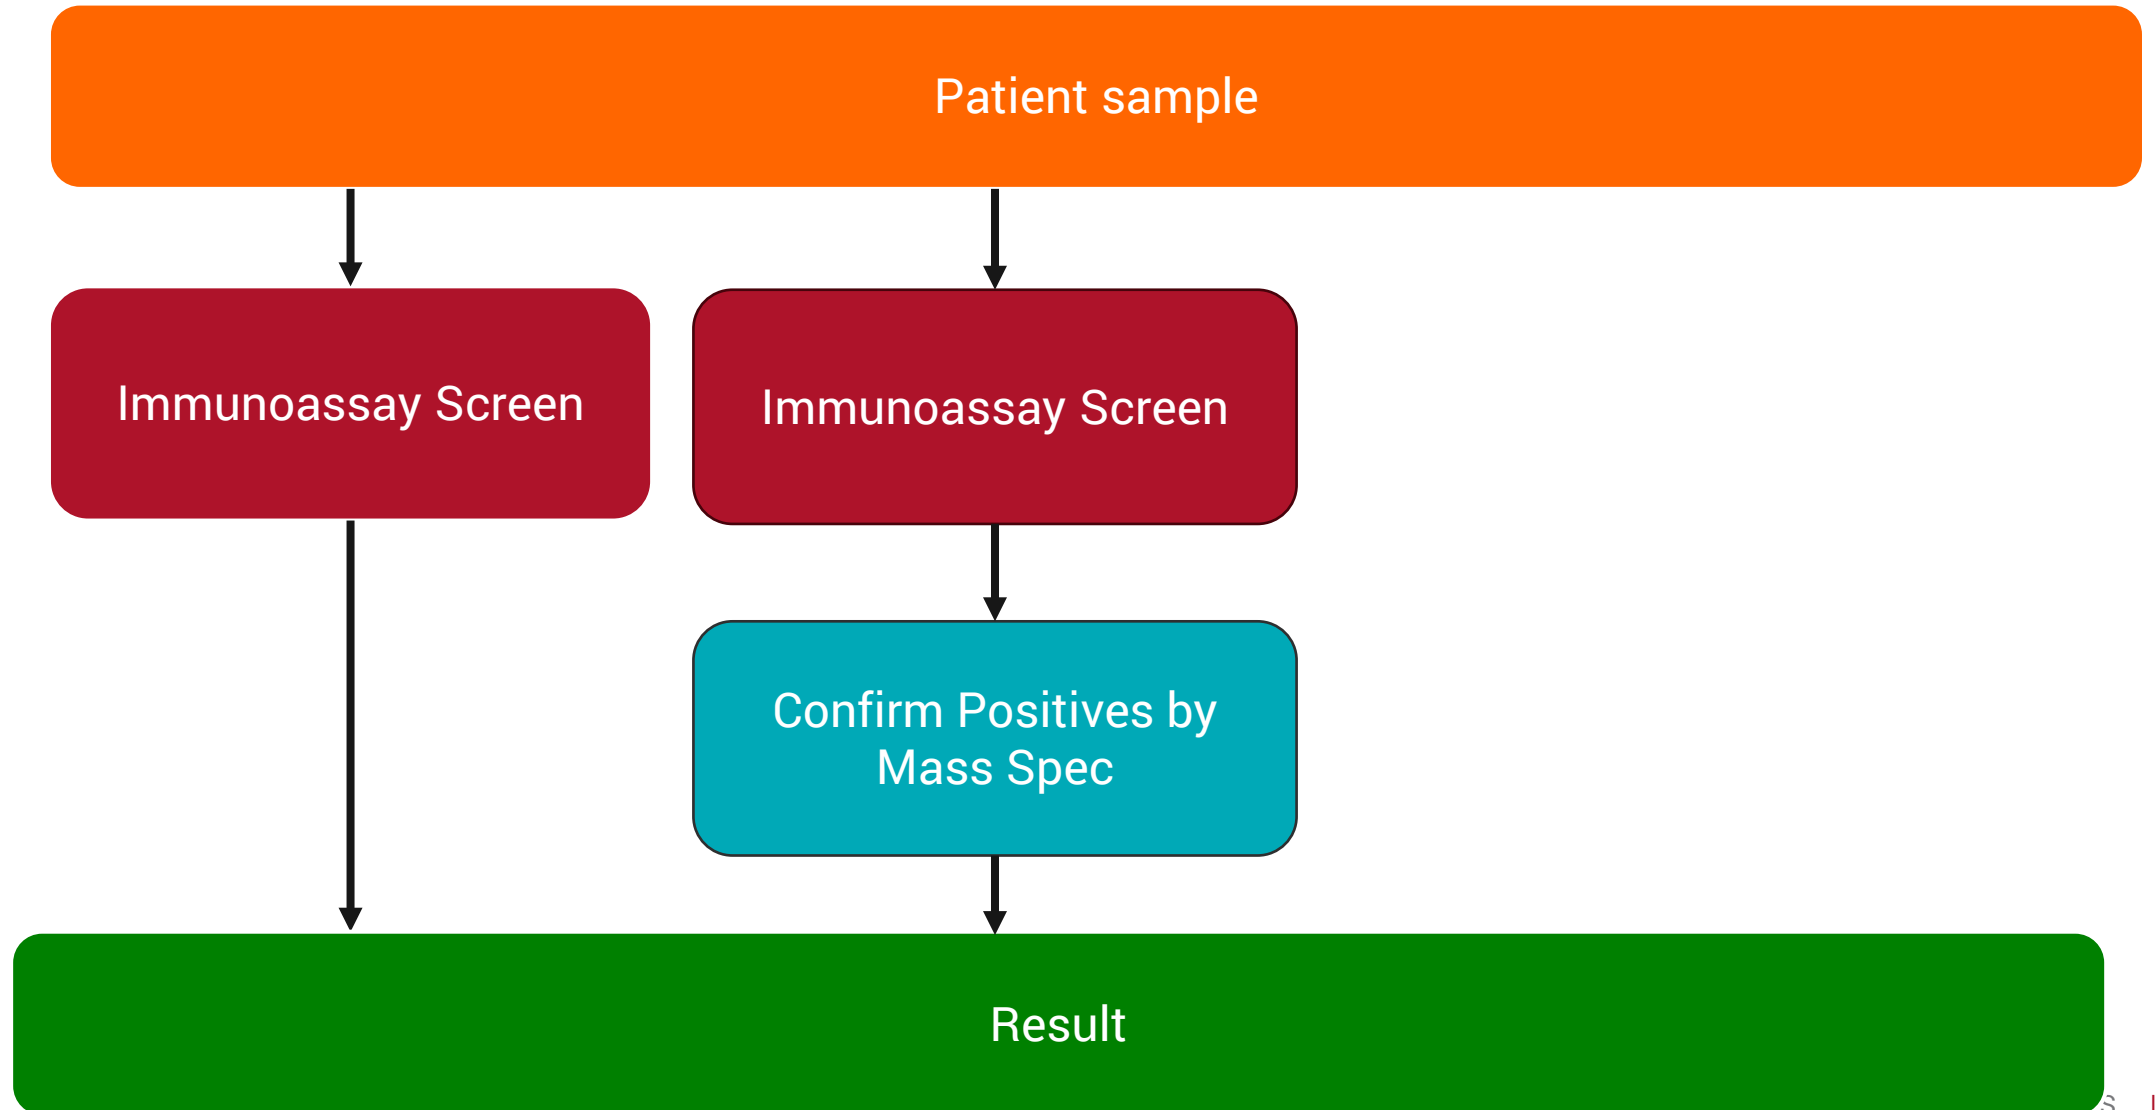 Patient sample
Immunoassay Screen
Immunoassay Screen
Confirm Positives by
Mass Spec
Result